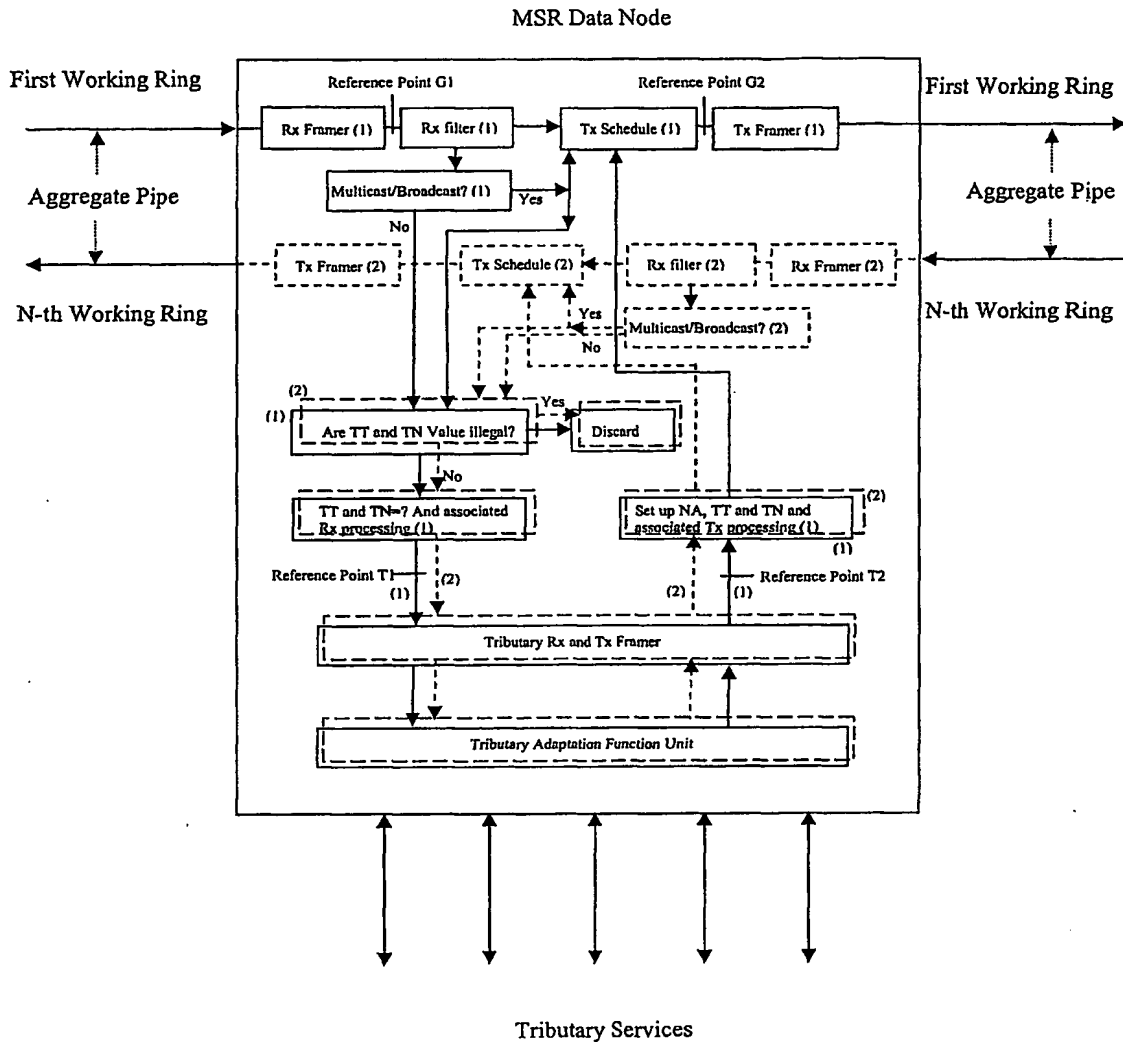 MSR Data Node
First Working Ring
Reference Point G1
Reference Point G2
First Working Ring
Rx Framer (1)
Rx filter (1)
Tx Schedule (1)
Tx Framer (1)
Aggregate Pipe
Multicast/Broadcast? (1)
Yes
Aggregate Pipe
No
Tx Framer (2)
Tx Schedule (2)
Rx filter (2)
Rx Framer (2)
N-th Working Ring
Yes
Multicast/Broadcast? (2)
N-th Working Ring
No
(2)
Yes
(1)
Are TT and TN Value illegal?
Discard
No
TT and TN=? And associated
Rx processing (1)
Set up NA, TT and TN and
associated Tx processing (1)
(2)
(1)
Reference Point T1
(2)
(1)
(2)
(1)
Reference Point T2
Tributary Rx and Tx Framer
Tributary Adaptation Function Unit
Tributary Services